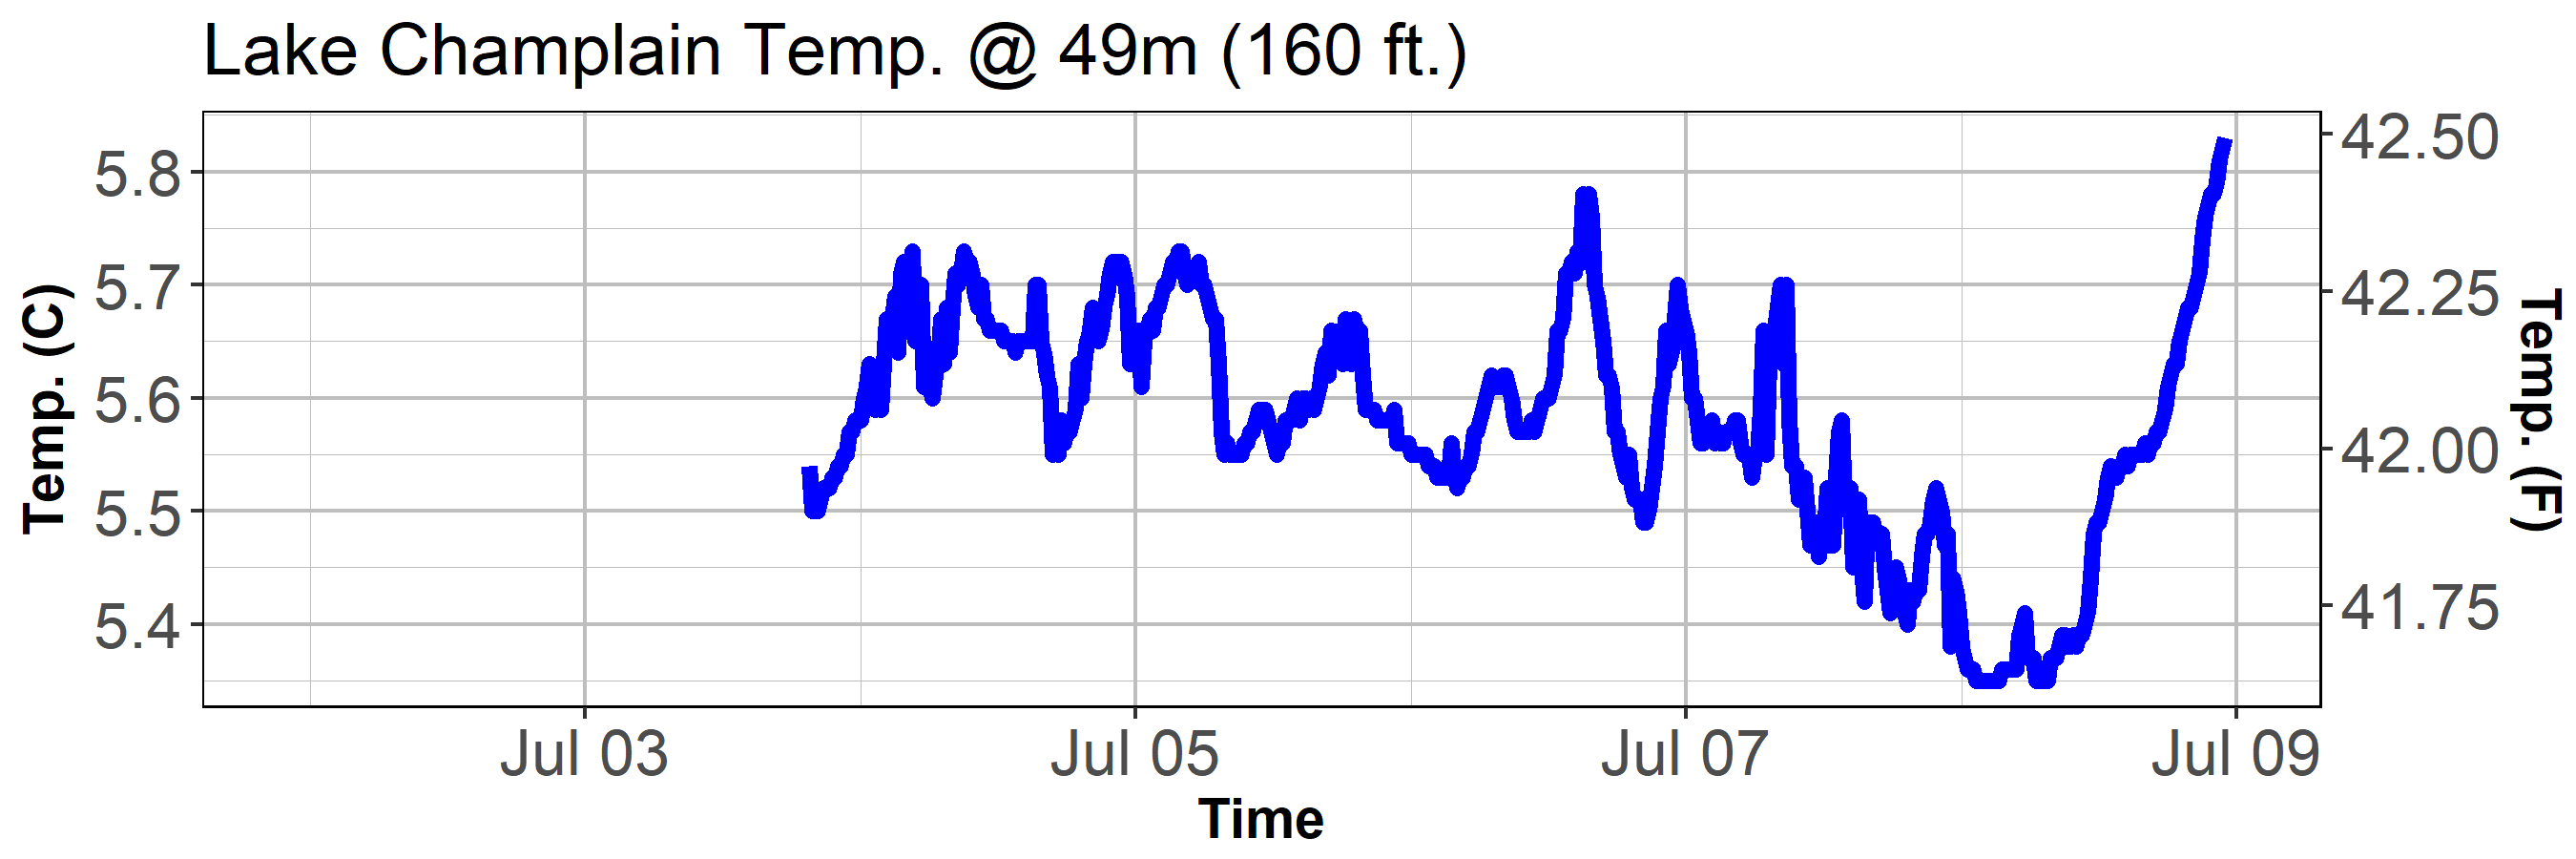 Lake Champlain Temp. @ 49m (160 ft.)
Temp. (C)
5.8
5.7
5.6
5.5
5.4
42.50
42.25
42.00
41.75
Temp. (F)
Jul 03 Jul 05 Jul 07 Jul 09
Time